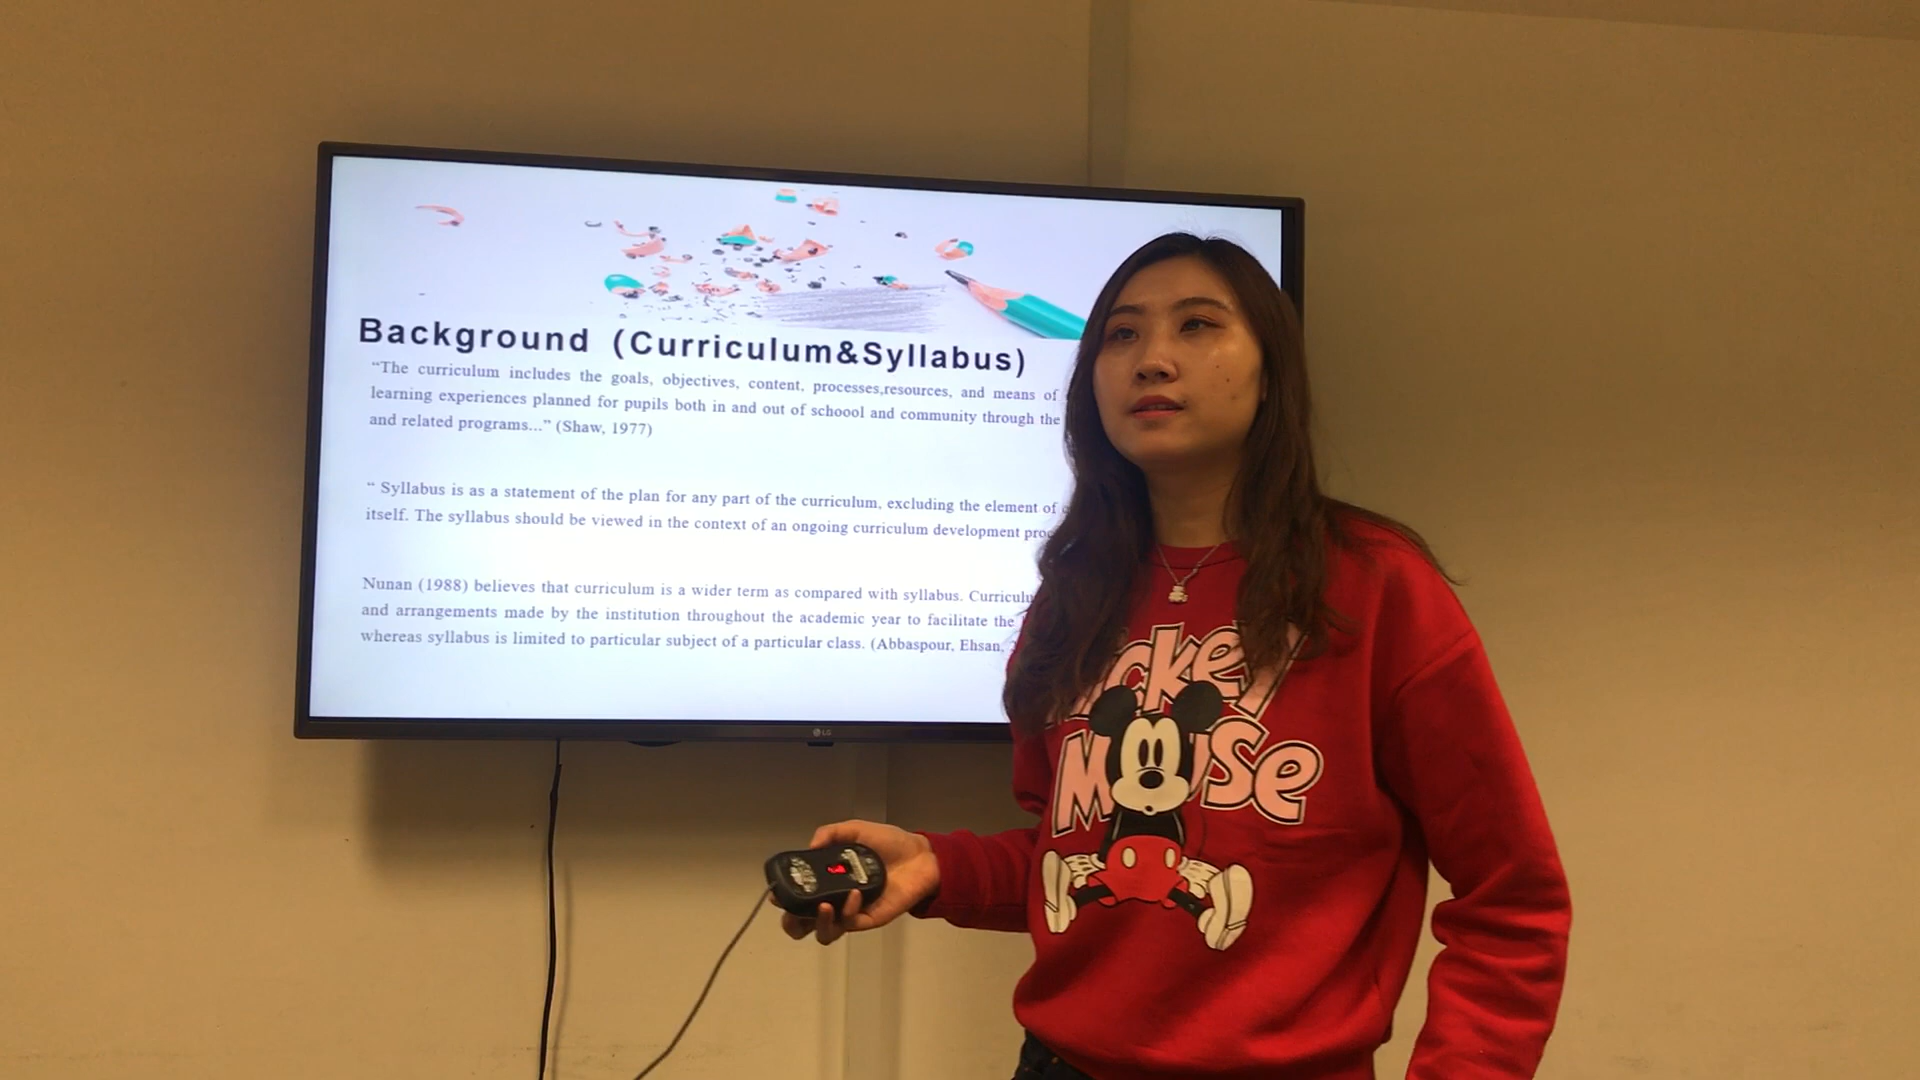 Background (Curriculum&Syllabus)
“The curriculum includes the goals, objectives, content, processes,resources, and means of
learning experiences planned for pupils both in and out of schoool and community through the
and related programs...” (Shaw, 1977)
“ Syllabus is as a statement of the plan for any part of the curriculum, excluding the element of
itself. The syllabus should be viewed in the context of an ongoing curriculum development
Nunan (1988) believes that curriculum is a wider term as compared with syllabus.
and arrangements made by the institution throughout the academic year to facilitate the
whereas syllabus is limited to particular subject of a particular class. (Abbaspour, Ehsan,
LG
Mickey
Mouse